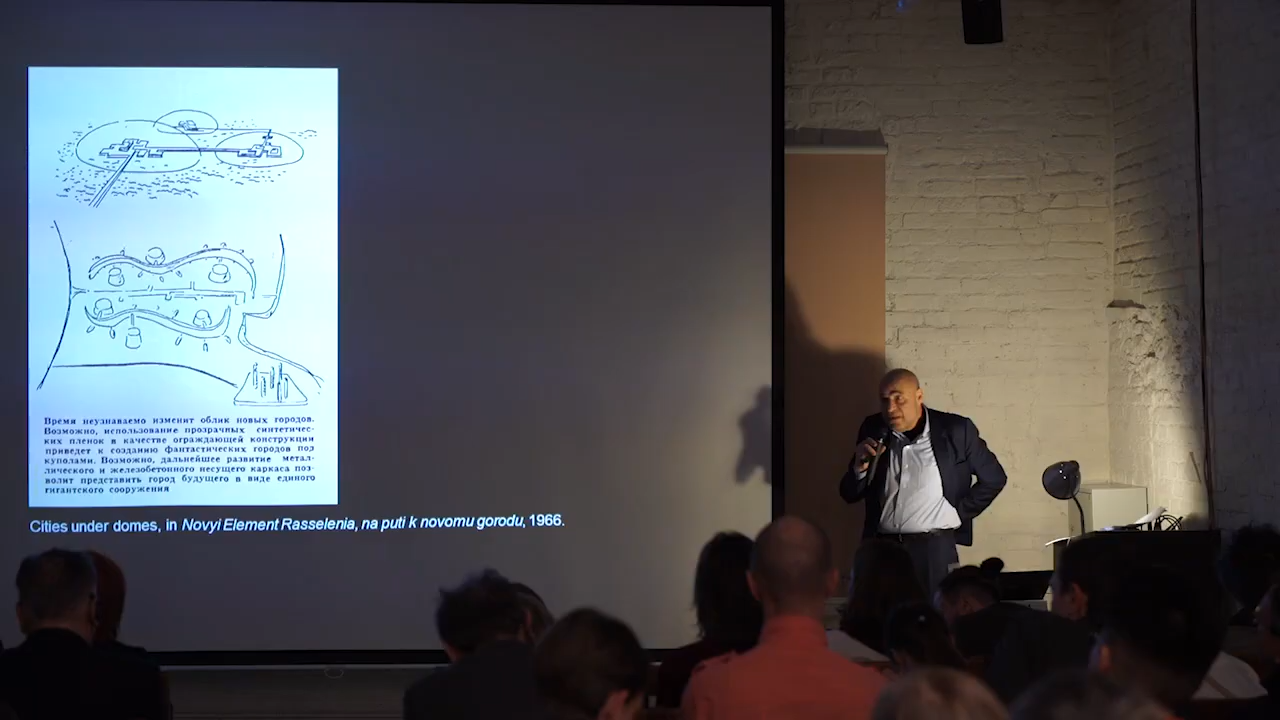 Время неузнаваемо изменит облик новых городов.
Возможно, использование прозрачных синтетичес-
ких пленок в качестве ограждающей конструкции
приведет к созданию фантастических городов под
куполами. Возможно, дальнейшее развитие метал-
лического и железобетонного несущего каркаса поз-
волит представить город будущего в виде единого
гигантского сооружения
Cities under domes, in Novyi Element Rasselenia, na puti k novomu gorodu, 1966.